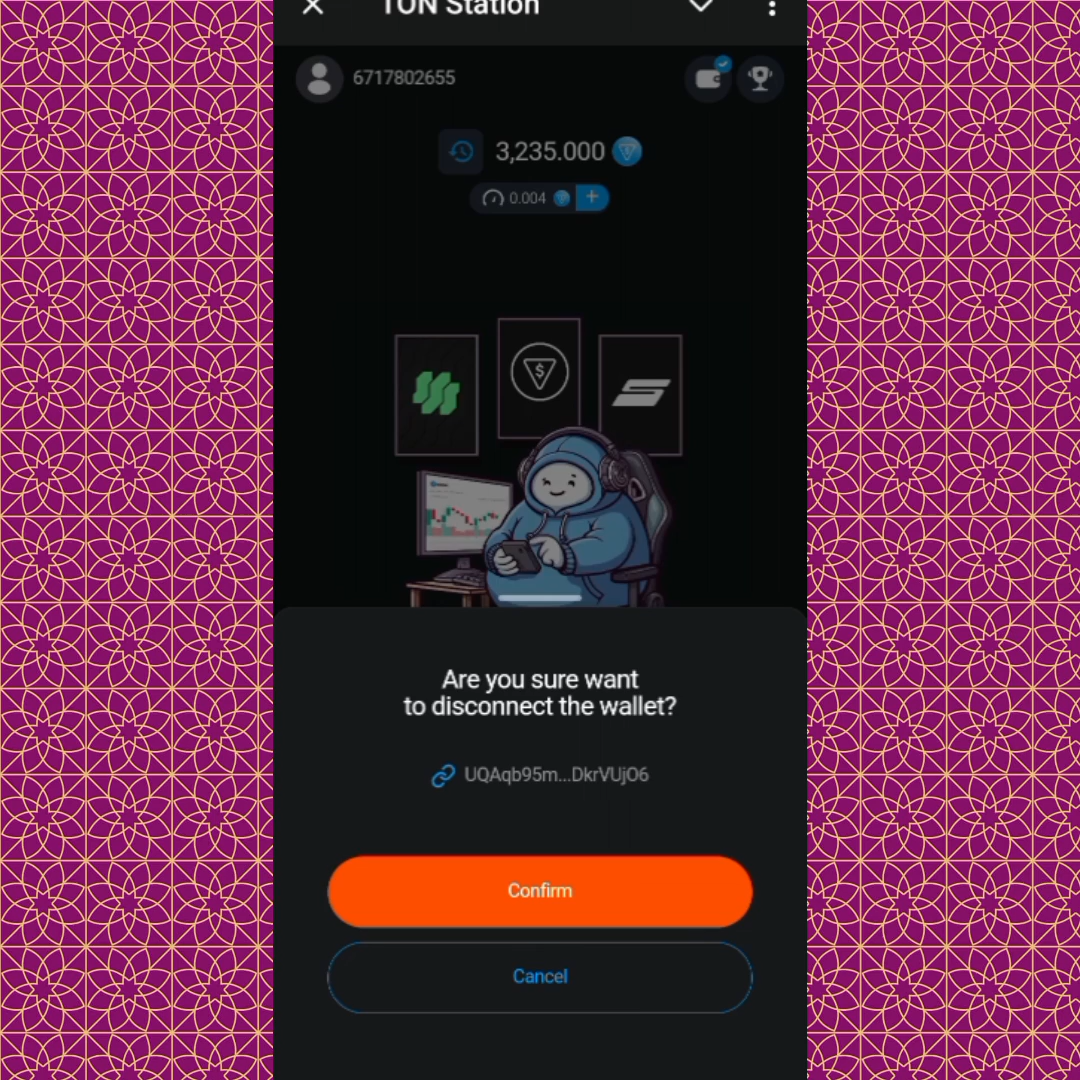 TON Station
6717802655
3,235.000
0.004
+
$
Are you sure want
to disconnect the wallet?
UQAqb95m...DkrVUjO6
Confirm
Cancel